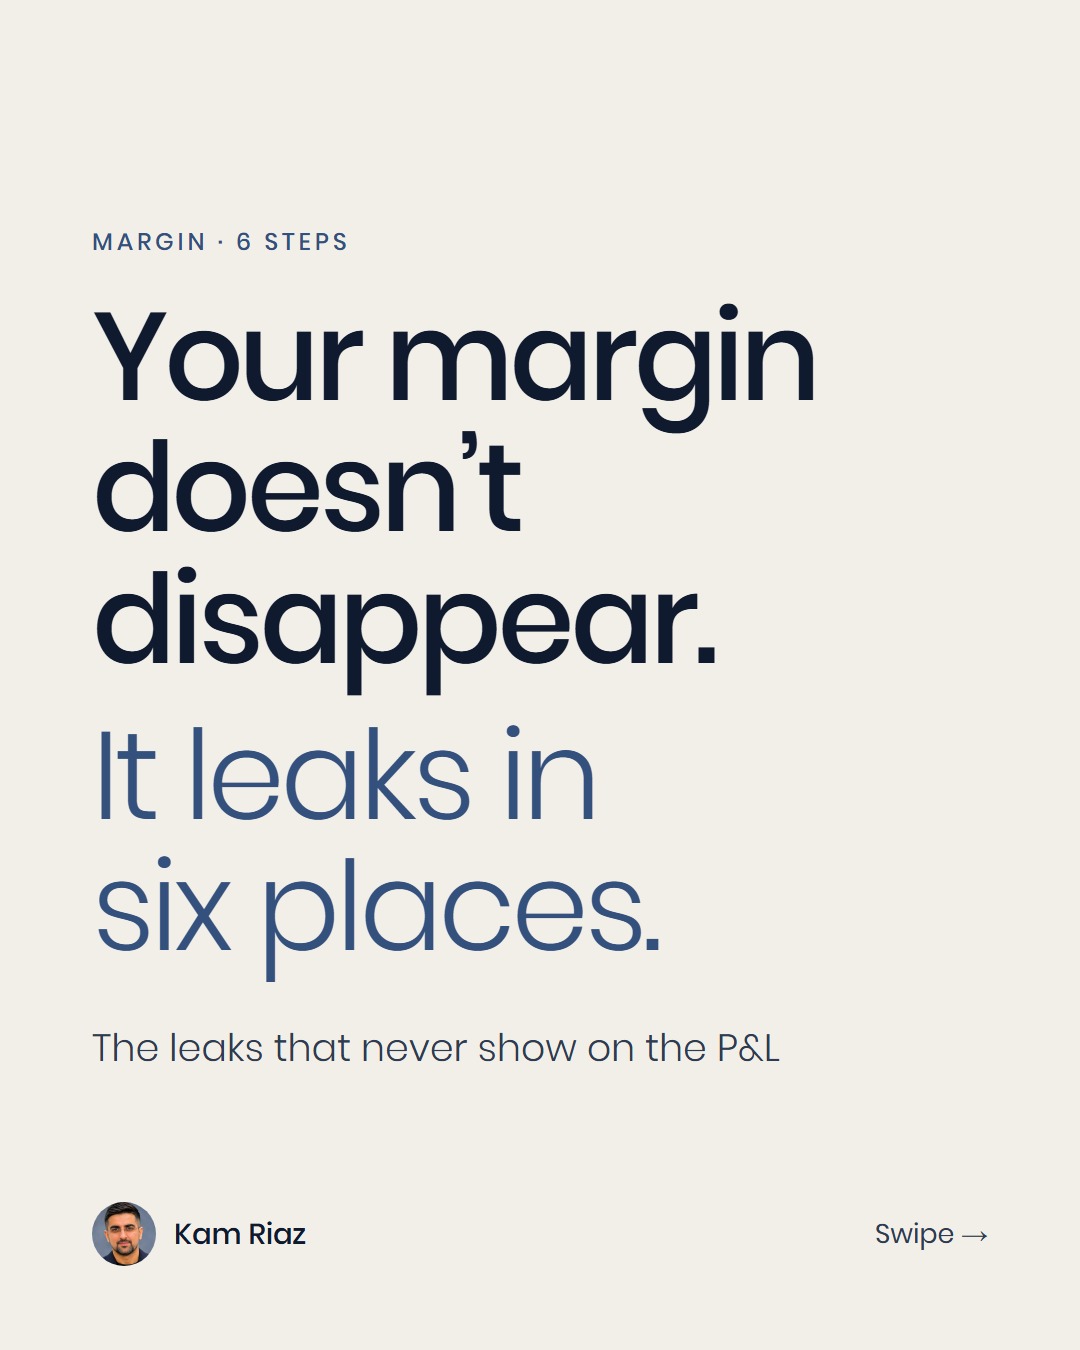 MARGIN · 6 STEPS
Your margin
doesn’t
disappear.
It leaks in
six places.
The leaks that never show on the P&L
Kam Riaz
Swipe →